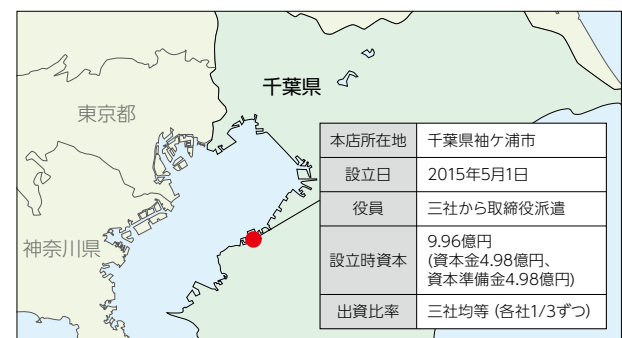 千葉県
東京都
神奈川県
本店所在地 千葉県袖ケ浦市
設立日 2015年5月1日
役員 三社から取締役派遣
設立時資本 9.96億円
(資本金4.98億円、
資本準備金4.98億円)
出資比率 三社均等 (各社1/3ずつ)